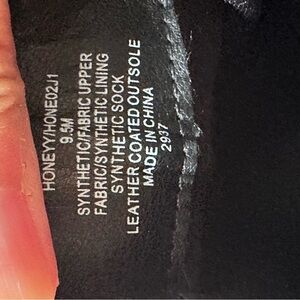 HONEYY/HONE02J1
9.5M
SYNTHETIC/FABRIC UPPER
FABRIC/SYNTHETIC LINING
SYNTHETIC SOCK
LEATHER COATED OUTSOLE
MADE IN CHINA
2937